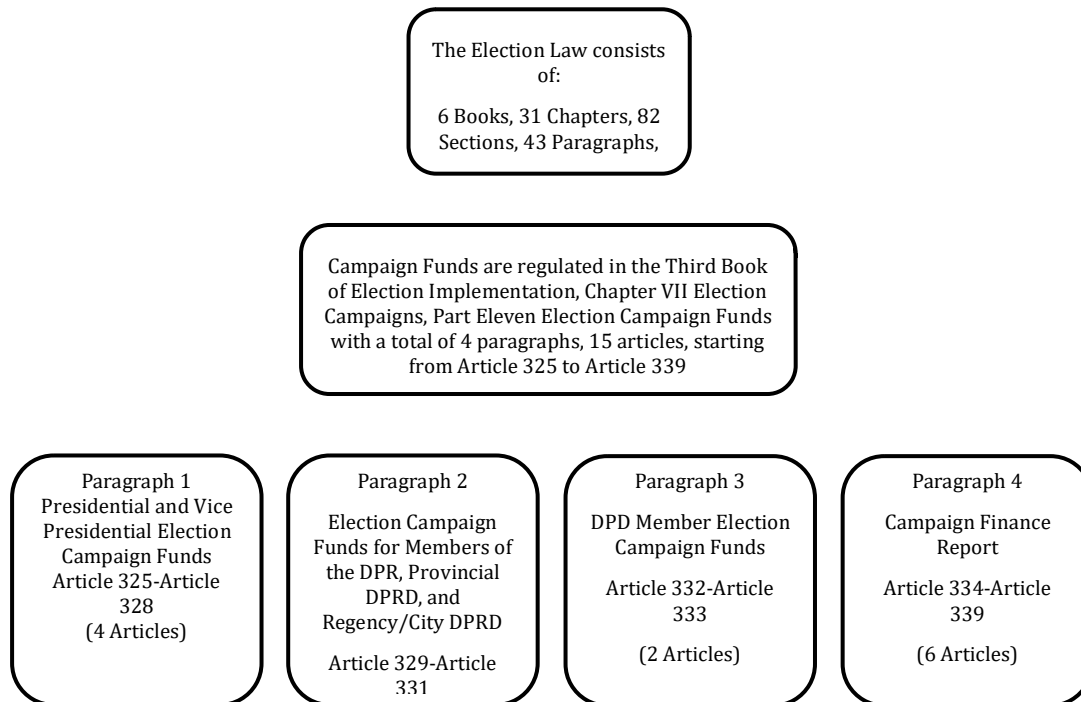 The Election Law consists
of:
6 Books, 31 Chapters, 82
Sections, 43 Paragraphs,
Campaign Funds are regulated in the Third Book
of Election Implementation, Chapter VII Election
Campaigns, Part Eleven Election Campaign Funds
with a total of 4 paragraphs, 15 articles, starting
from Article 325 to Article 339
Paragraph 1
Presidential and Vice
Presidential Election
Campaign Funds
Article 325-Article
328
(4 Articles)
Paragraph 2
Election Campaign
Funds for Members of
the DPR, Provincial
DPRD, and
Regency/City DPRD
Article 329-Article
331
Paragraph 3
DPD Member Election
Campaign Funds
Article 332-Article
333
(2 Articles)
Paragraph 4
Campaign Finance
Report
Article 334-Article
339
(6 Articles)